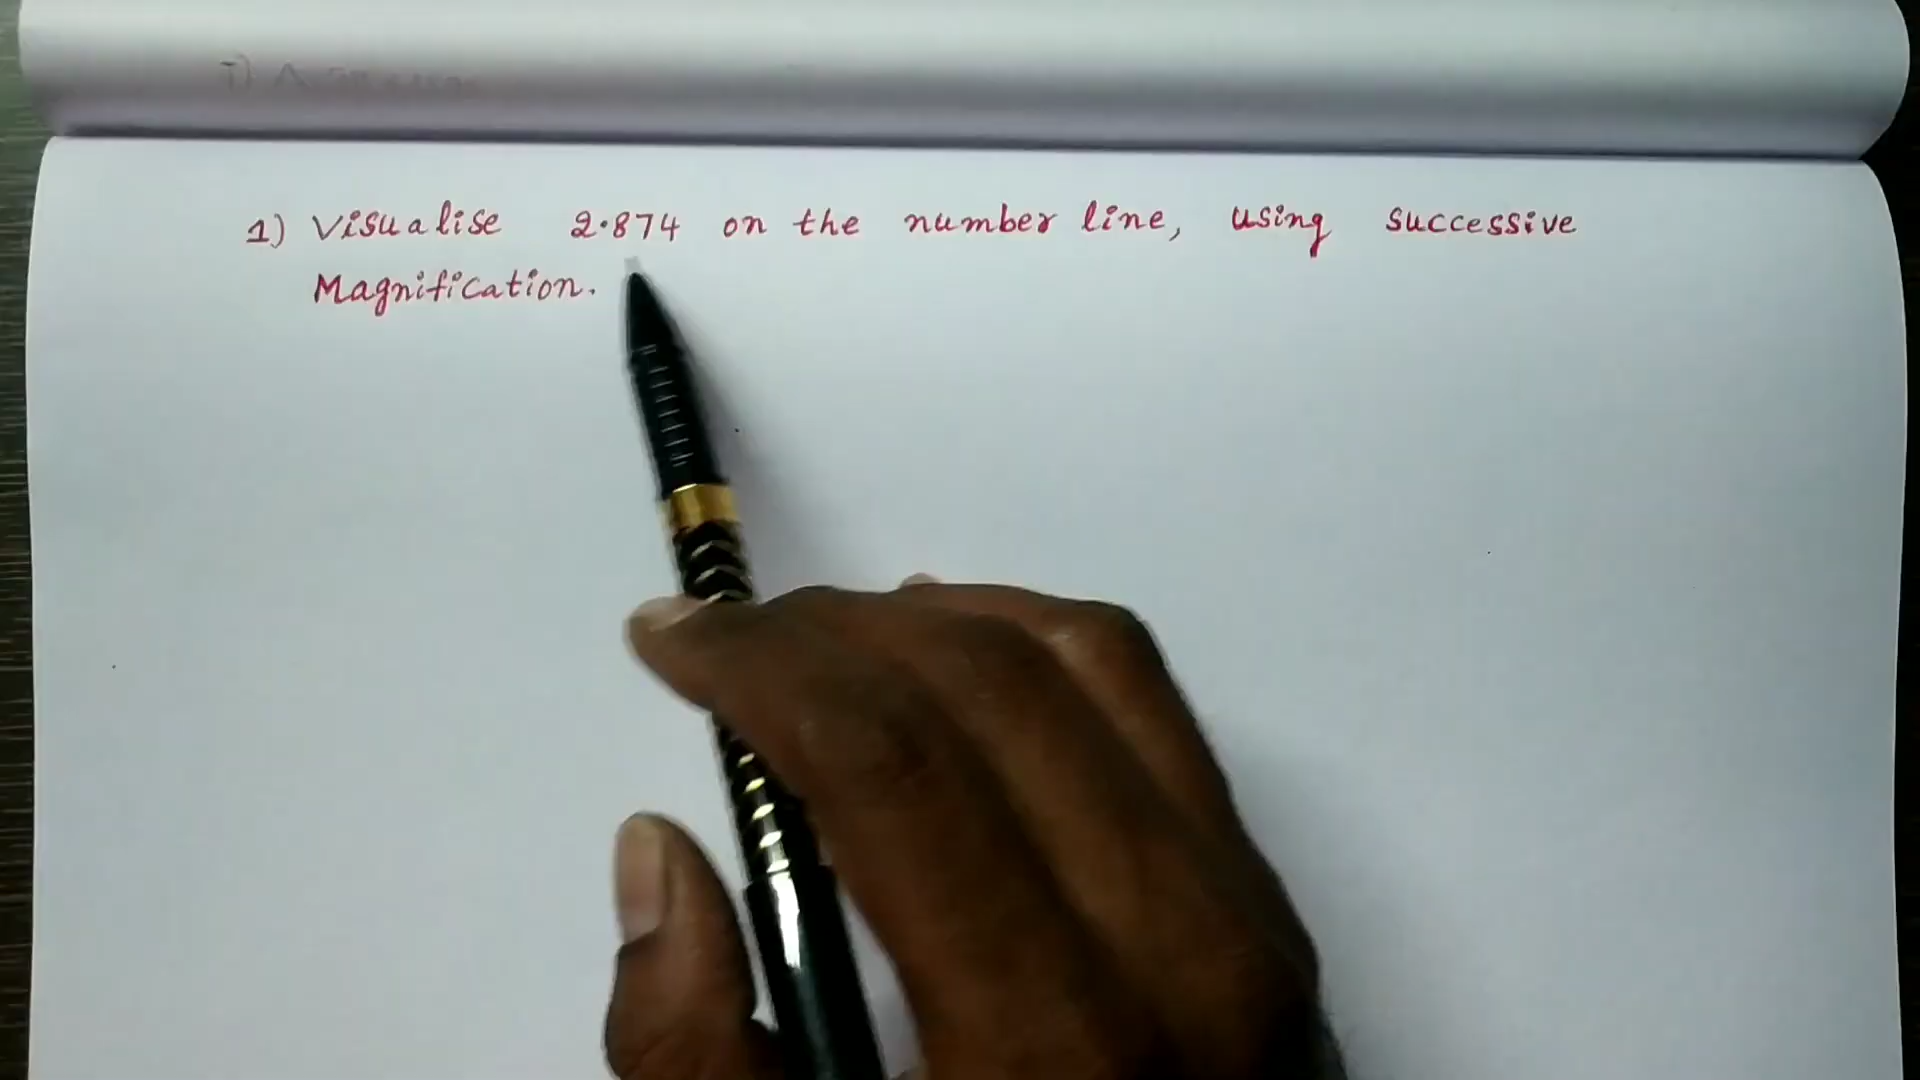 1) Visualise 2.874 on the number line, using successive
Magnification.